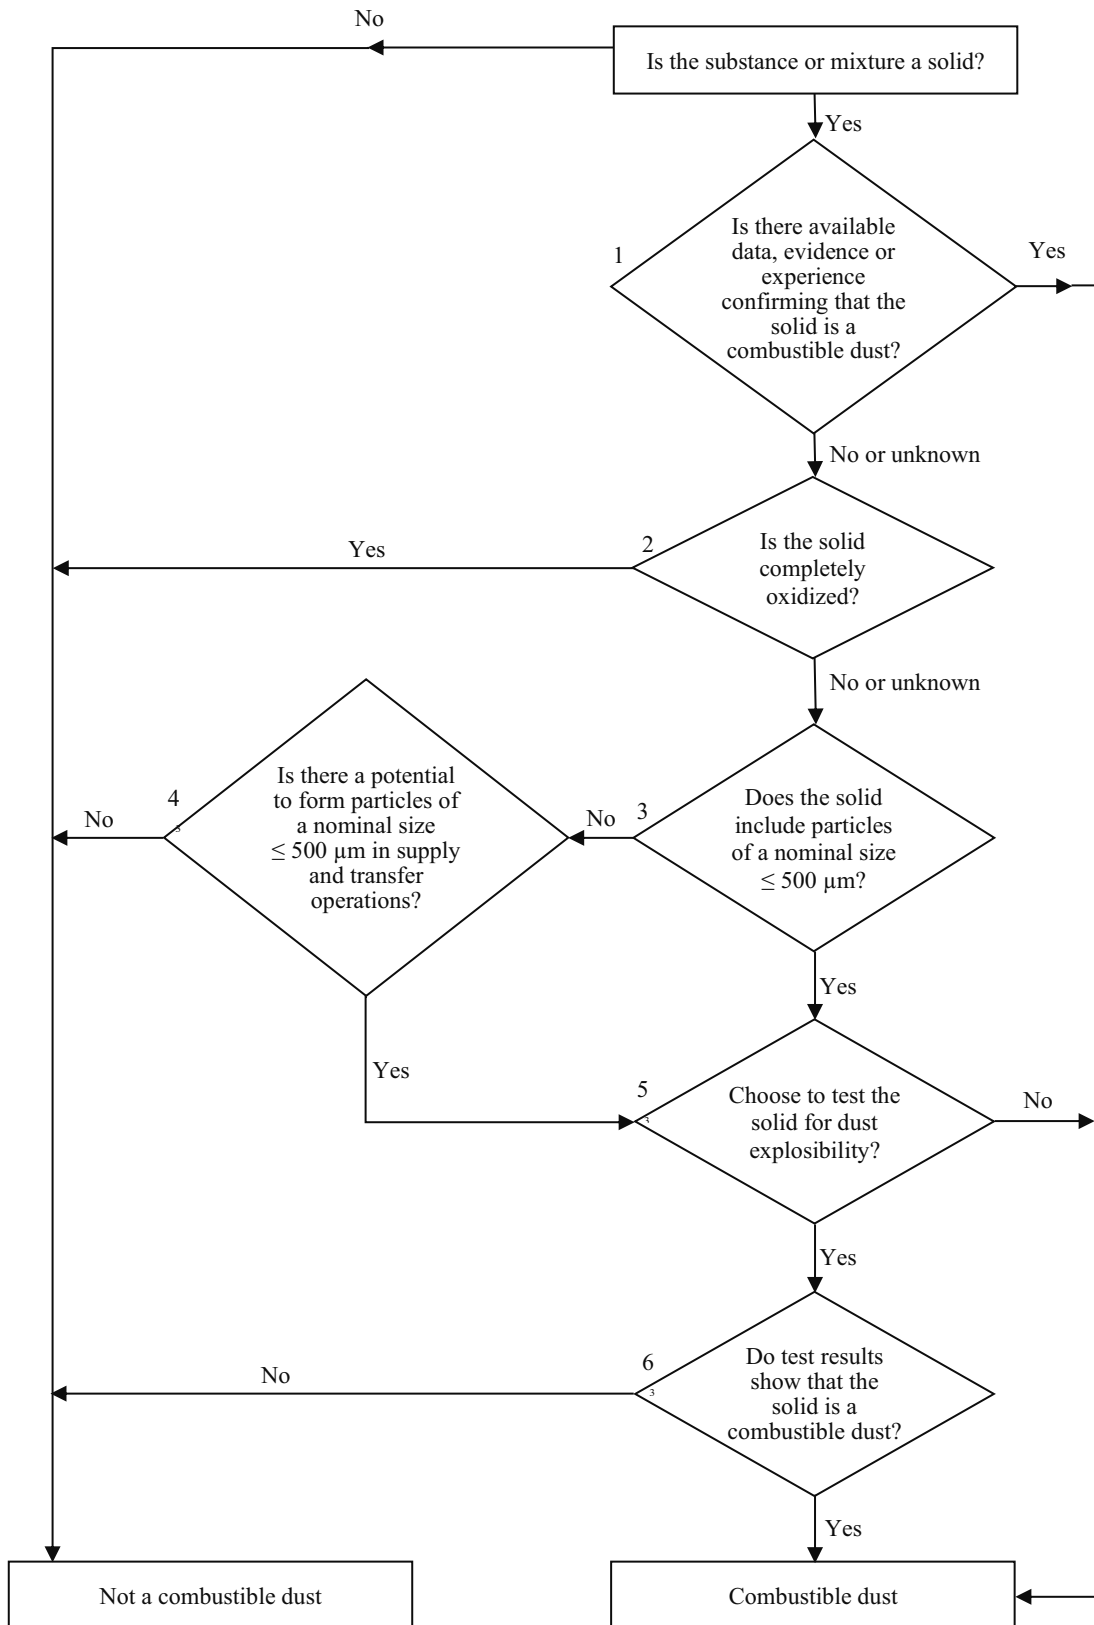 No
Is the substance or mixture a solid?
Yes
1
Is there available
data, evidence or
experience
confirming that the
solid is a
combustible dust?
Yes
No or unknown
2
Is the solid
completely
oxidized?
Yes
No or unknown
3
Does the solid
include particles
of a nominal size
≤ 500 µm?
No
4
Is there a potential
to form particles of
a nominal size
≤ 500 µm in supply
and transfer
operations?
No
Yes
Yes
5
Choose to test the
solid for dust
explosibility?
No
Yes
6
3
Do test results
show that the
solid is a
combustible dust?
No
Yes
Not a combustible dust
Combustible dust